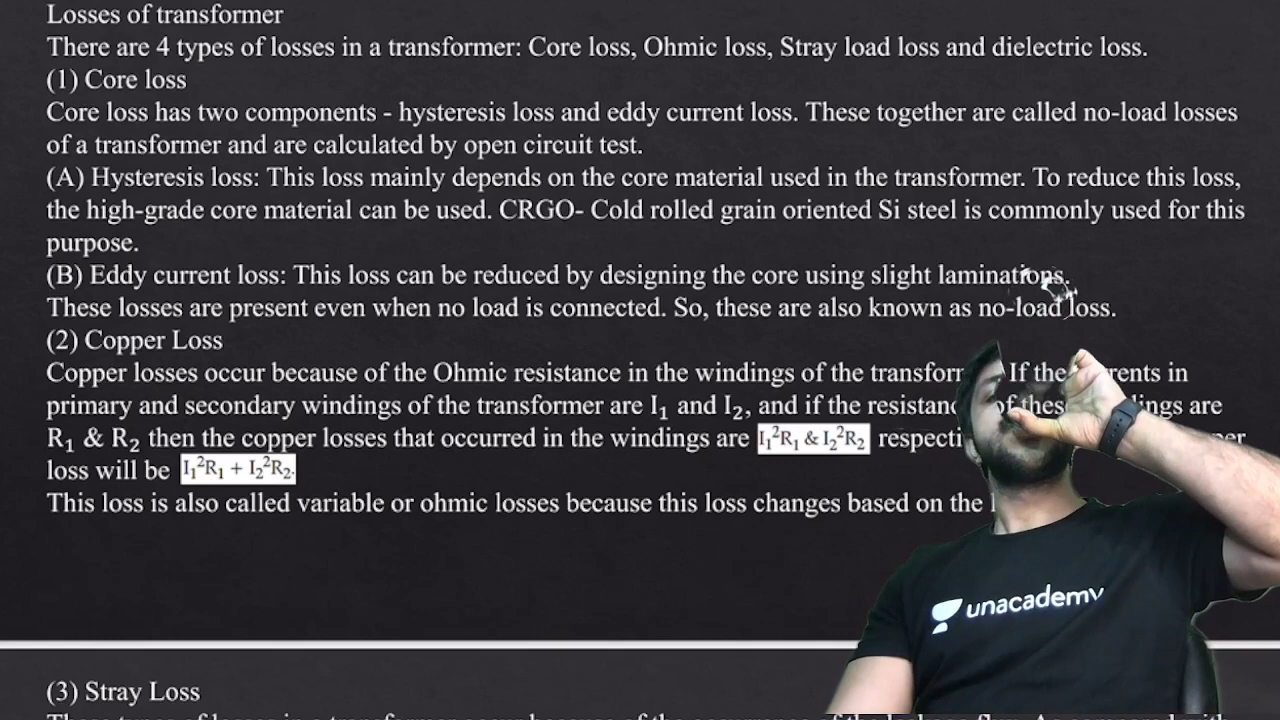 Losses of transformer
There are 4 types of losses in a transformer: Core loss, Ohmic loss, Stray load loss and dielectric loss.
(1) Core loss
Core loss has two components - hysteresis loss and eddy current loss. These together are called no-load losses
of a transformer and are calculated by open circuit test.
(A) Hysteresis loss: This loss mainly depends on the core material used in the transformer. To reduce this loss,
the high-grade core material can be used. CRGO- Cold rolled grain oriented Si steel is commonly used for this
purpose.
(B) Eddy current loss: This loss can be reduced by designing the core using slight laminations.
These losses are present even when no load is connected. So, these are also known as no-load loss.
(2) Copper Loss
Copper losses occur because of the Ohmic resistance in the windings of the If the in
primary and secondary windings of the transformer are I₁ and I₂, and if the of are
R₁ & R₂ then the copper losses that occurred in the windings are I₁²R₁ & I₂²R₂
loss will be I₁²R₁ + I₂²R₂.
This loss is also called variable or ohmic losses because this loss changes based on the
unacademy
(3) Stray Loss